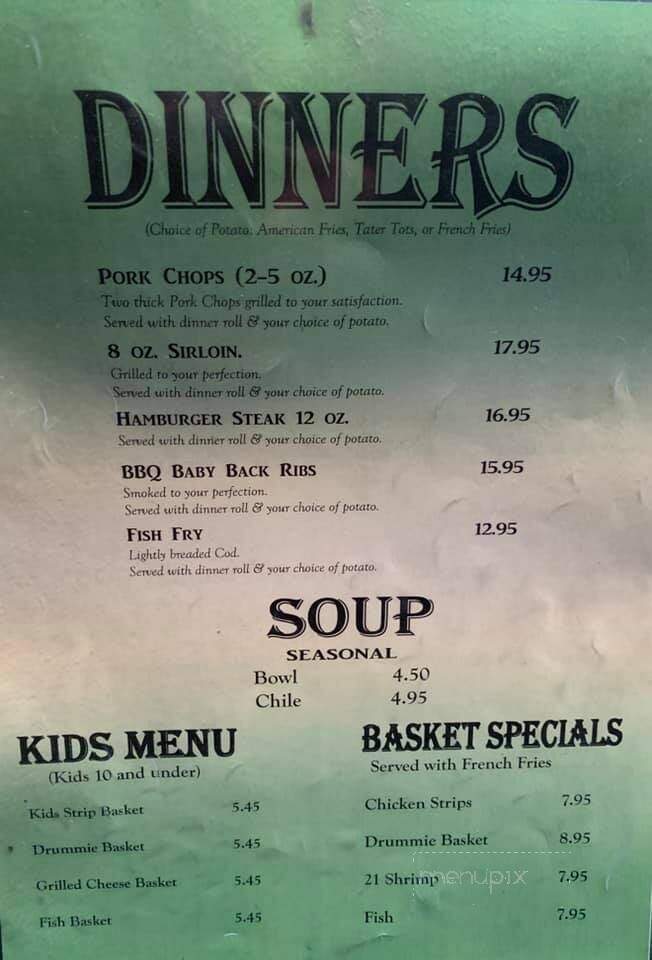 DINNERS
(Choice of Potato: American Fries, Tater Tots, or French Fries)
PORK CHOPS (2-5 OZ.) 14.95
Two thick Pork Chops grilled to your satisfaction.
Served with dinner roll & your choice of potato.
8 OZ. SIRLOIN. 17.95
Grilled to your perfection.
Served with dinner roll & your choice of potato.
HAMBURGER STEAK 12 OZ. 16.95
Served with dinner roll & your choice of potato.
BBQ BABY BACK RIBS 15.95
Smoked to your perfection.
Served with dinner roll & your choice of potato.
FISH FRY 12.95
Lightly breaded Cod.
Served with dinner roll & your choice of potato.
SOUP
SEASONAL
Bowl 4.50
Chile 4.95
KIDS MENU
(Kids 10 and under)
Kids Strip Basket 5.45
Drummie Basket 5.45
Grilled Cheese Basket 5.45
Fish Basket 5.45
BASKET SPECIALS
Served with French Fries
Chicken Strips 7.95
Drummie Basket 8.95
21 Shrimp 7.95
menupix
Fish 7.95